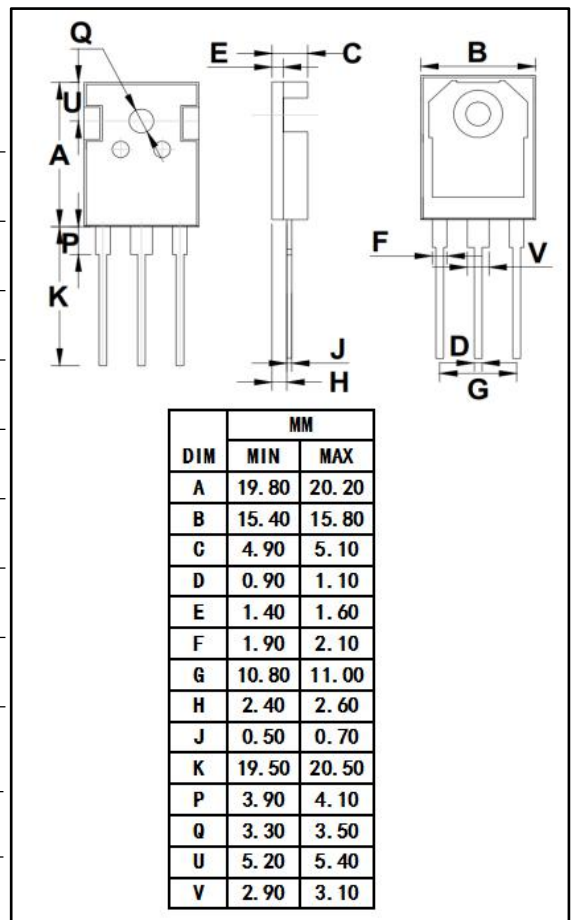 Q
E
C
B
U
A
P
K
F
V
J
D
H
G
MM
DIM MIN MAX
A 19.80 20.20
B 15.40 15.80
C 4.90 5.10
D 0.90 1.10
E 1.40 1.60
F 1.90 2.10
G 10.80 11.00
H 2.40 2.60
J 0.50 0.70
K 19.50 20.50
P 3.90 4.10
Q 3.30 3.50
U 5.20 5.40
V 2.90 3.10